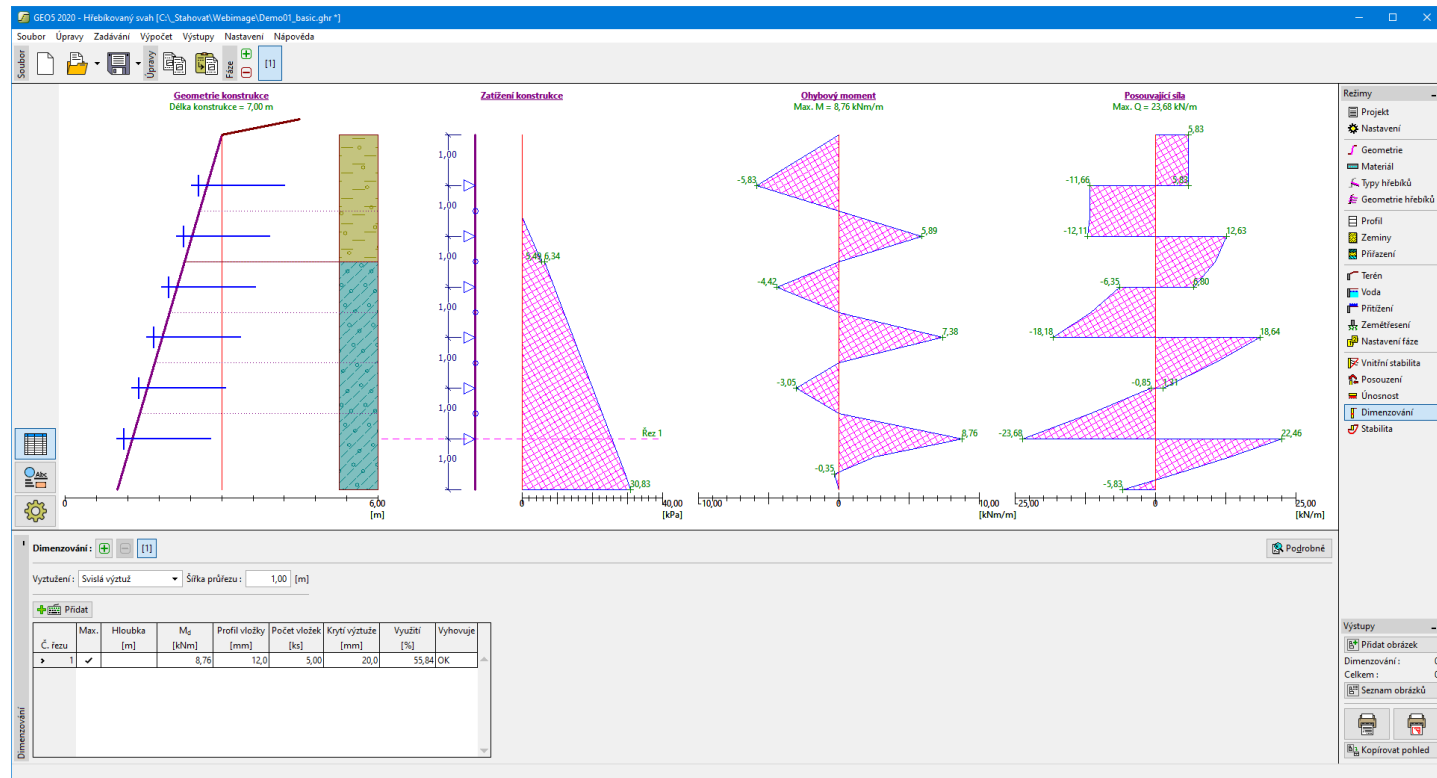 GEO5 2020 - Hřebíkovaný svah [C:\_Stahovat\Webimage\Demo01_basic.ghr *]
Soubor Úpravy Zadávání Výpočet Výstupy Nastavení Nápověda
Soubor
Úpravy
Fáze
[1]
Geometrie konstrukce
Délka konstrukce = 7,00 m
0
6,00
[m]
Zatížení konstrukce
1,00
1,00
1,00
1,00
1,00
1,00
1,00
5,49 6,34
Řez 1
30,83
0
40,00
[kPa]
Ohybový moment
Max. M = 8,76 kNm/m
-5,83
5,89
-4,42
7,38
-3,05
8,76
-0,35
-10,00
0
10,00
[kNm/m]
Posouvající síla
Max. Q = 23,68 kN/m
5,83
-11,66
5,83
-12,11
12,63
-6,35
6,80
-18,18
18,64
-0,85
1,31
-23,68
22,46
-5,83
-25,00
0
25,00
[kN/m]
Režimy
Projekt
Nastavení
Geometrie
Materiál
Typy hřebíků
Geometrie hřebíků
Profil
Zeminy
Přiřazení
Terén
Voda
Přitížení
Zemětřesení
Nastavení fáze
Vnitřní stabilita
Posouzení
Únosnost
Dimenzování
Stabilita
Abc
Dimenzování : [1]
Podrobně
Vyztužení : Svislá výztuž Šířka průřezu : 1,00 [m]
Přidat
Č. řezu Max. Hloubka Md Profil vložky Počet vložek Krytí výztuže Využití Vyhovuje
[m] [kNm] [mm] [ks] [mm] [%]
1 8,76 12,0 5,00 20,0 55,84 OK
Dimenzování
Výstupy
Přidat obrázek
Dimenzování : 0
Celkem : 0
Seznam obrázků
Kopírovat pohled